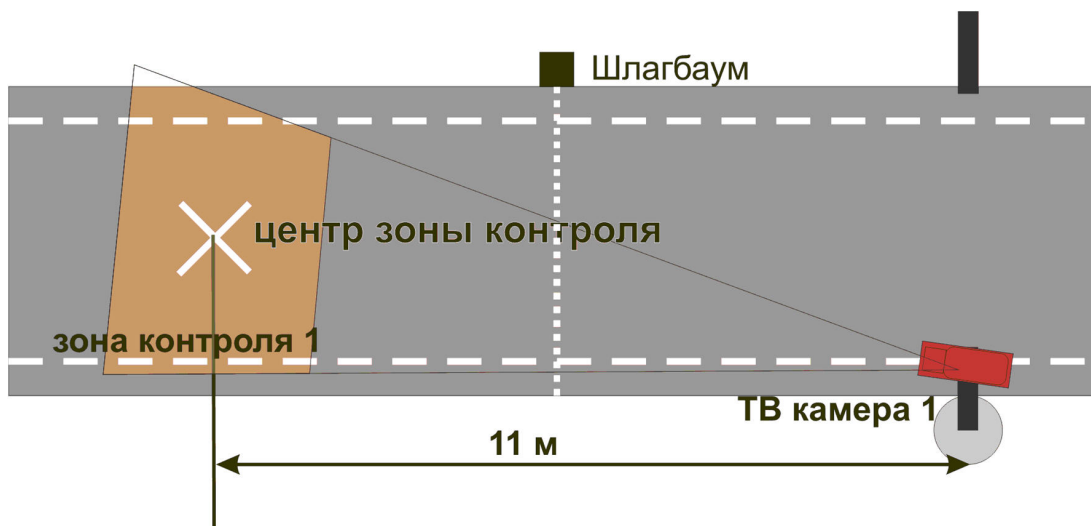 Шлагбаум
центр зоны контроля
зона контроля 1
ТВ камера 1
11 м